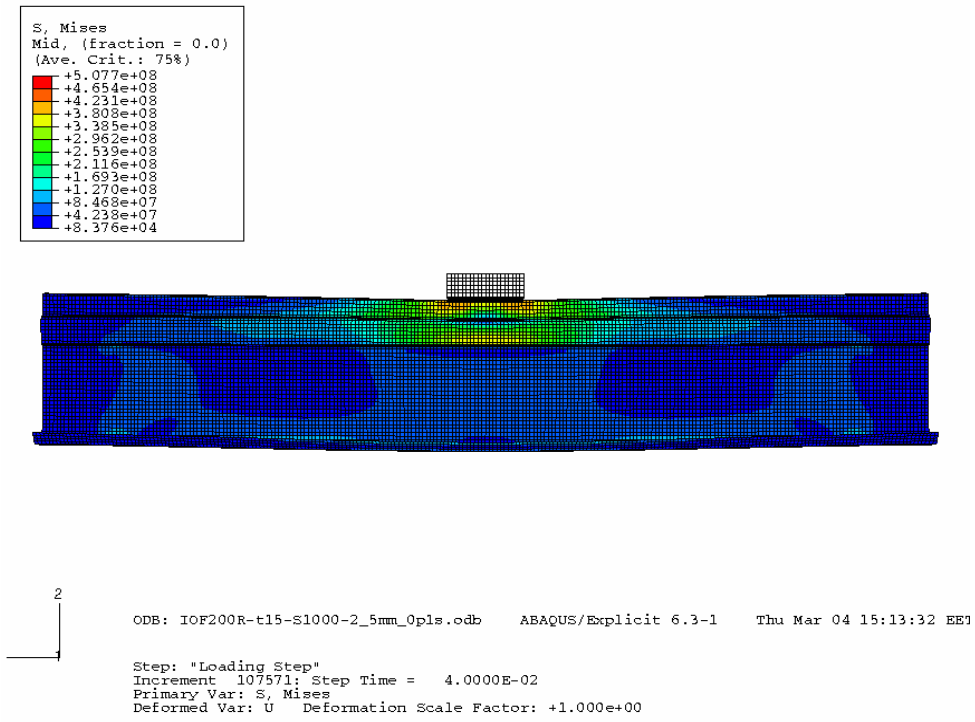 S, Mises
Mid, (fraction = 0.0)
(Ave. Crit.: 75%)
+5.077e+08
+4.654e+08
+4.231e+08
+3.808e+08
+3.385e+08
+2.962e+08
+2.539e+08
+2.116e+08
+1.693e+08
+1.270e+08
+8.468e+07
+4.238e+07
+8.376e+04
2
1
ODB: IOF200R-t15-S1000-2_5mm_0p1s.odb ABAQUS/Explicit 6.3-1 Thu Mar 04 15:13:32 EET
Step: "Loading Step"
Increment 107571: Step Time = 4.0000E-02
Primary Var: S, Mises
Deformed Var: U Deformation Scale Factor: +1.000e+00